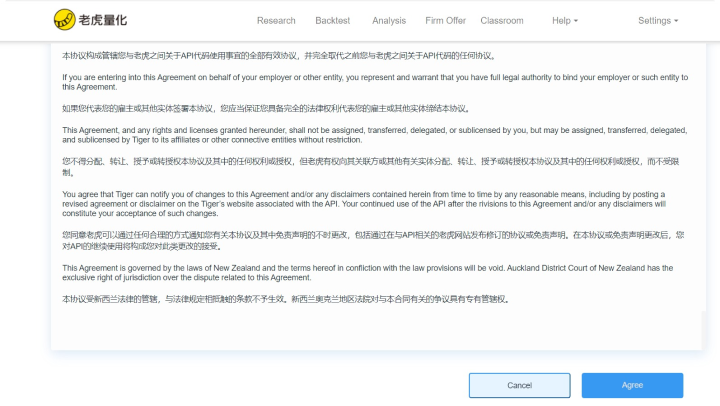 老虎量化 Research Backtest Analysis Firm Offer Classroom Help Settings
本协议构成管辖您与老虎之间关于API代码使用事宜的全部有效协议，并完全取代之前您与老虎之间关于API代码的任何协议。
If you are entering into this Agreement on behalf of your employer or other entity, you represent and warrant that you have full legal authority to bind your employer or such entity to
this Agreement.
如果您代表您的雇主或其他实体签署本协议，您应当保证您具备完全的法律权利代表您的雇主或其他实体缔结本协议。
This Agreement, and any rights and licenses granted hereunder, shall not be assigned, transferred, delegated, or sublicensed by you, but may be assigned, transferred, delegated,
and sublicensed by Tiger to its affiliates or other connective entities without restriction.
您不得分配、转让、授予或转授权本协议及其中的任何权利或授权，但老虎有权向其关联方或其他有关实体分配、转让、授予或转授权本协议及其中的任何权利或授权，而不受限
制。
You agree that Tiger can notify you of changes to this Agreement and/or any disclaimers contained herein from time to time by any reasonable means, including by posting a
revised agreement or disclaimer on the Tiger's website associated with the API. Your continued use of the API after the rivisions to this Agreement and/or any disclaimers will
constitute your acceptance of such changes.
您同意老虎可以通过任何合理的方式通知您有关本协议及其中免责声明的不时更改，包括通过在与API相关的老虎网站发布修订的协议或免责声明。在本协议或免责声明更改后，您
对API的继续使用将构成您对此类更改的接受。
This Agreement is governed by the laws of New Zealand and the terms hereof in confliction with the law provisions will be void. Auckland District Court of New Zealand has the
exclusive right of jurisdiction over the dispute related to this Agreement.
本协议受新西兰法律的管辖，与法律规定相抵触的条款不予生效。新西兰奥克兰地区法院对与本合同有关的争议具有专有管辖权。
Cancel Agree